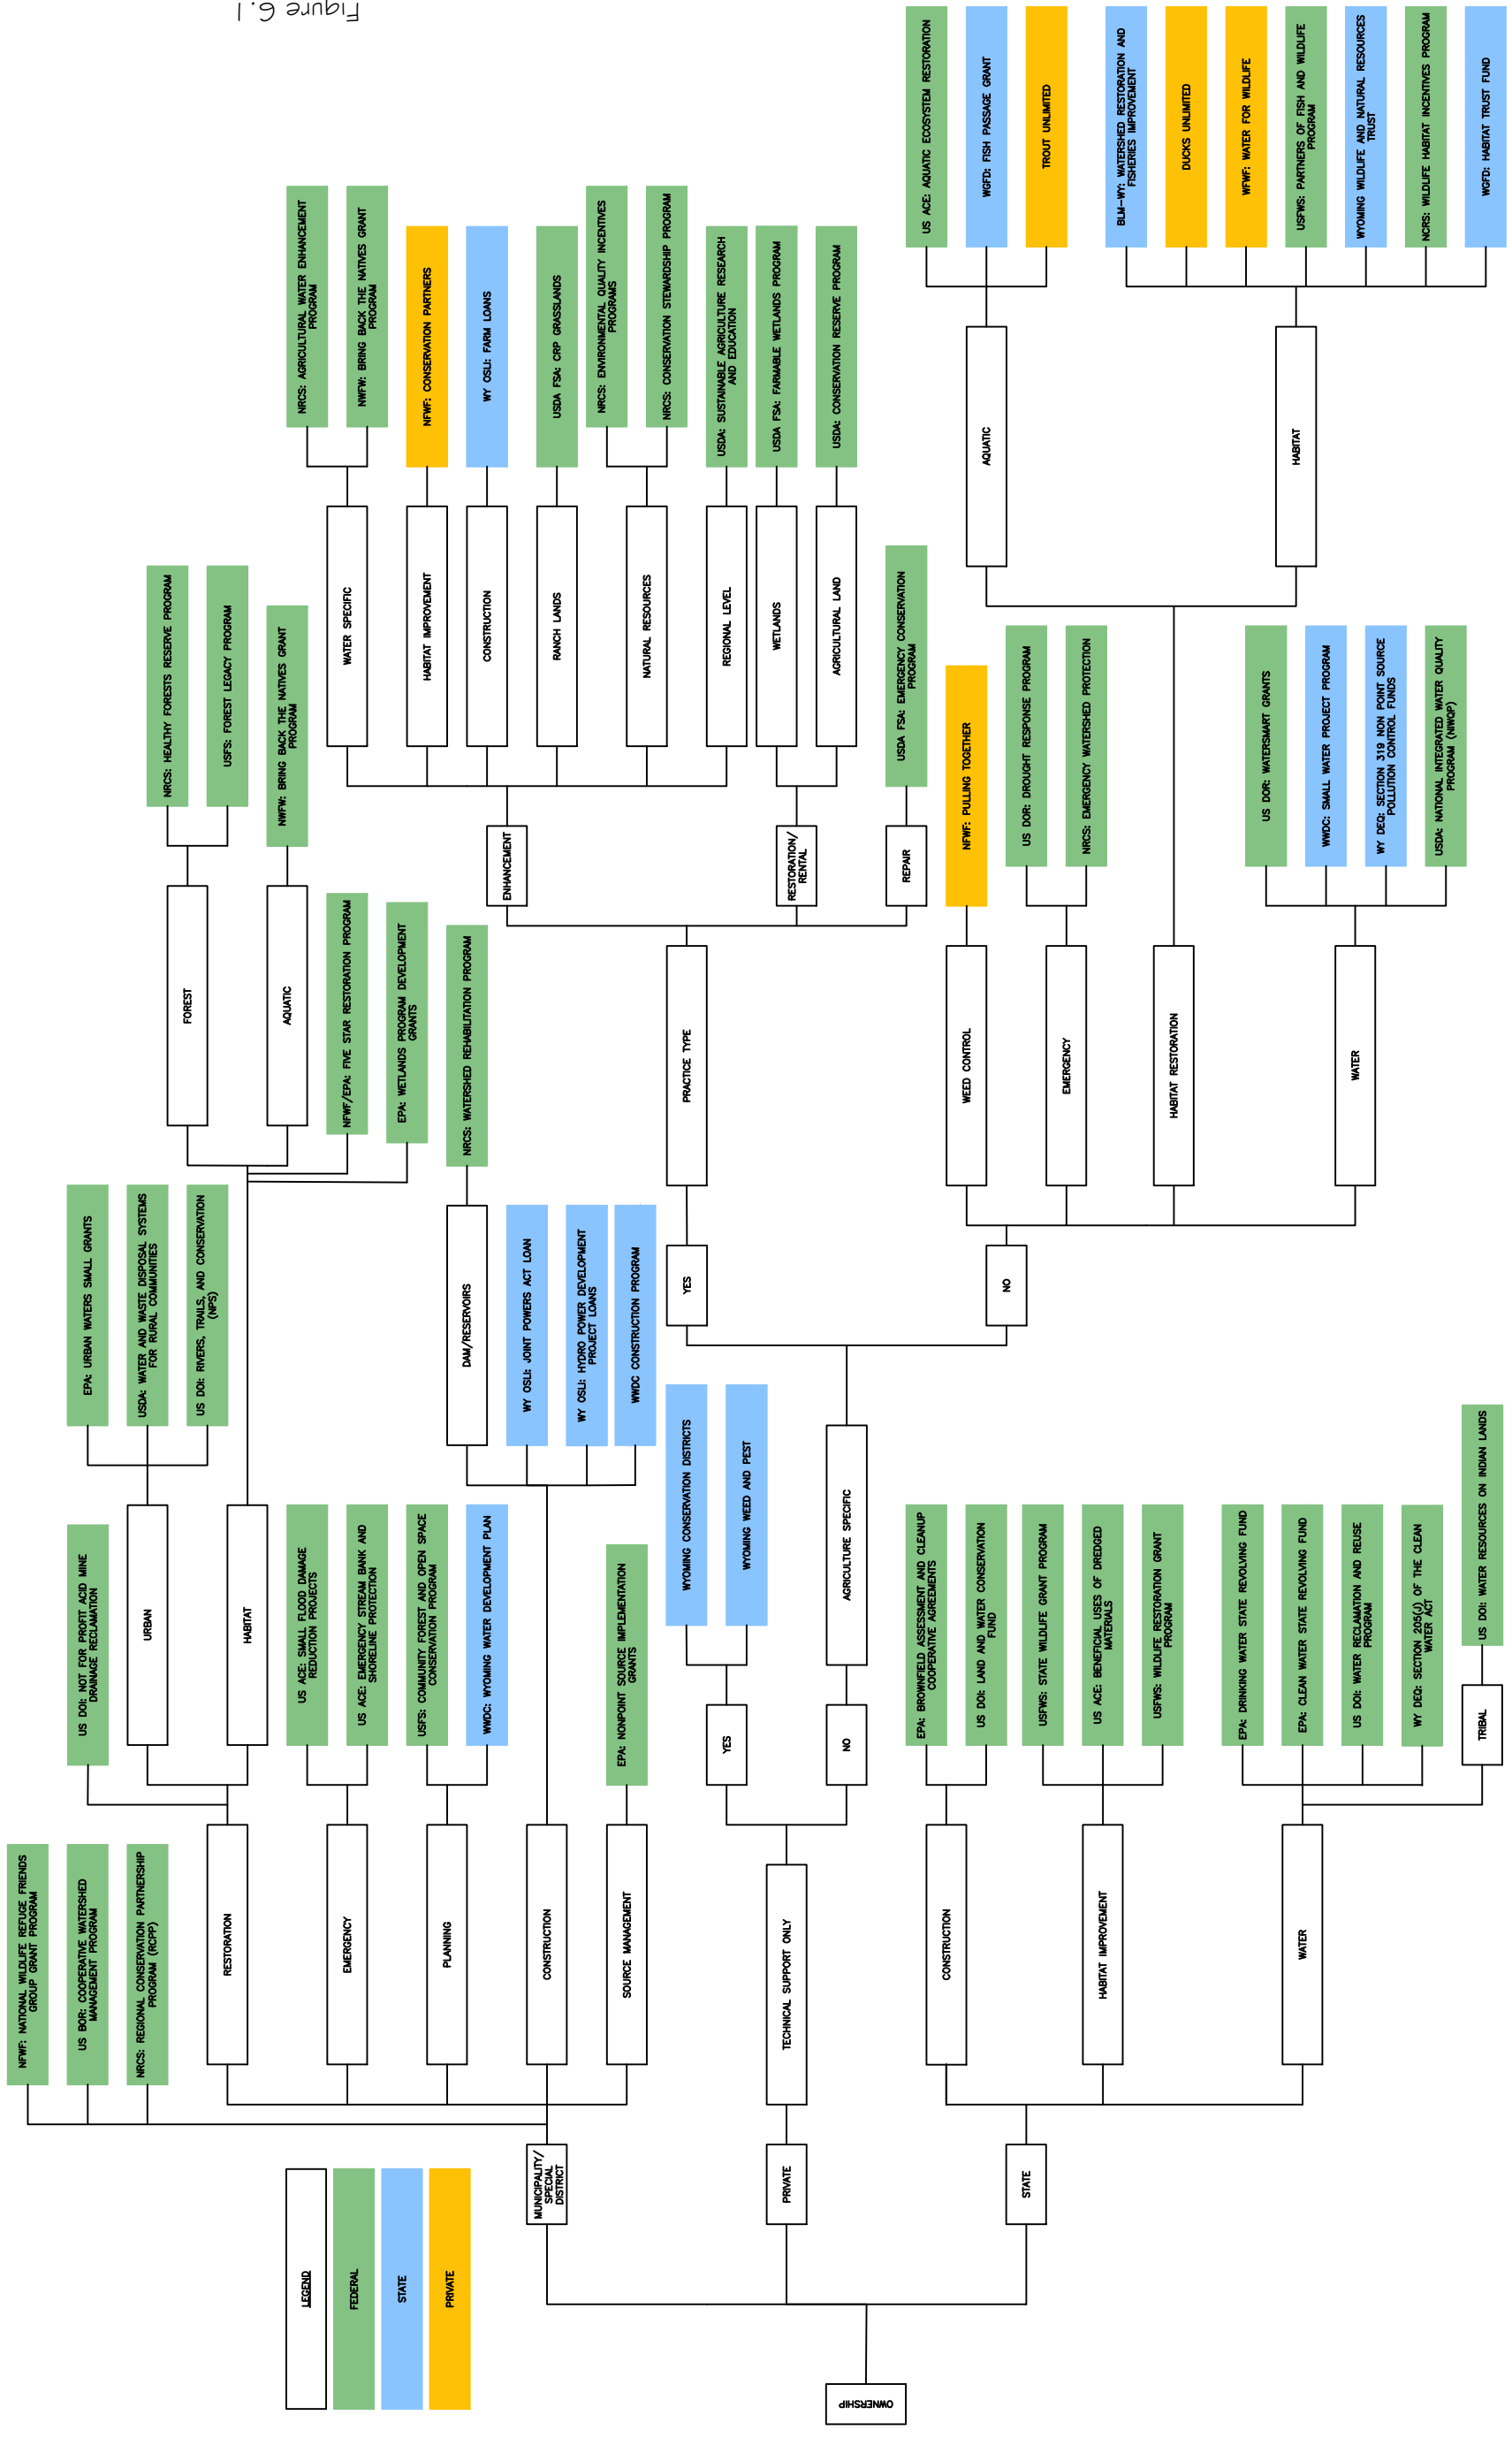 Figure 6.1
NFWF: NATIONAL WILDLIFE REFUGE FRIENDS
GROUP GRANT PROGRAM
US BOR: COOPERATIVE WATERSHED
MANAGEMENT PROGRAM
NRCS: REGIONAL CONSERVATION PARTNERSHIP
PROGRAM (RCPP)
US DOI: NOT FOR PROFIT ACID MINE
DRAINAGE RECLAMATION
EPA: URBAN WATERS SMALL GRANTS
USDA: WATER AND WASTE DISPOSAL SYSTEMS
FOR RURAL COMMUNITIES
US DOI: RIVERS, TRAILS, AND CONSERVATION
(NPS)
URBAN
NRCS: HEALTHY FORESTS RESERVE PROGRAM
USFS: FOREST LEGACY PROGRAM
FOREST
NWFW: BRING BACK THE NATIVES GRANT
PROGRAM
AQUATIC
RESTORATION
HABITAT
NFWF/EPA: FIVE STAR RESTORATION PROGRAM
EPA: WETLANDS PROGRAM DEVELOPMENT
GRANTS
US ACE: SMALL FLOOD DAMAGE
REDUCTION PROJECTS
EMERGENCY
US ACE: EMERGENCY STREAM BANK AND
SHORELINE PROTECTION
USFS: COMMUNITY FOREST AND OPEN SPACE
CONSERVATION PROGRAM
PLANNING
WWDC: WYOMING WATER DEVELOPMENT PLAN
DAM/RESERVOIRS
NRCS: WATERSHED REHABILITATION PROGRAM
WY OSLI: JOINT POWERS ACT LOAN
MUNICIPALITY/
SPECIAL
DISTRICT
CONSTRUCTION
WY OSLI: HYDRO POWER DEVELOPMENT
PROJECT LOANS
WWDC CONSTRUCTION PROGRAM
SOURCE MANAGEMENT
EPA: NONPOINT SOURCE IMPLEMENTATION
GRANTS
LEGEND
FEDERAL
STATE
PRIVATE
NRCS: AGRICULTURAL WATER ENHANCEMENT
PROGRAM
WATER SPECIFIC
NWFW: BRING BACK THE NATIVES GRANT
PROGRAM
HABITAT IMPROVEMENT
NFWF: CONSERVATION PARTNERS
CONSTRUCTION
WY OSLI: FARM LOANS
ENHANCEMENT
RANCH LANDS
USDA FSA: CRP GRASSLANDS
NRCS: ENVIRONMENTAL QUALITY INCENTIVES
PROGRAMS
NATURAL RESOURCES
NRCS: CONSERVATION STEWARDSHIP PROGRAM
REGIONAL LEVEL
USDA: SUSTAINABLE AGRICULTURE RESEARCH
AND EDUCATION
WETLANDS
USDA FSA: FARMABLE WETLANDS PROGRAM
RESTORATION/
RENTAL
AGRICULTURAL LAND
USDA: CONSERVATION RESERVE PROGRAM
REPAIR
USDA FSA: EMERGENCY CONSERVATION
PROGRAM
WYOMING CONSERVATION DISTRICTS
YES
PRACTICE TYPE
YES
WYOMING WEED AND PEST
OWNERSHIP
PRIVATE
TECHNICAL SUPPORT ONLY
NO
AGRICULTURE SPECIFIC
NO
WEED CONTROL
NFWF: PULLING TOGETHER
US DOR: DROUGHT RESPONSE PROGRAM
EMERGENCY
NRCS: EMERGENCY WATERSHED PROTECTION
US ACE: AQUATIC ECOSYSTEM RESTORATION
AQUATIC
WGFD: FISH PASSAGE GRANT
TROUT UNLIMITED
HABITAT RESTORATION
BLM-WY: WATERSHED RESTORATION AND
FISHERIES IMPROVEMENT
DUCKS UNLIMITED
WFWF: WATER FOR WILDLIFE
HABITAT
USFWS: PARTNERS OF FISH AND WILDLIFE
PROGRAM
WYOMING WILDLIFE AND NATURAL RESOURCES
TRUST
NCRS: WILDLIFE HABITAT INCENTIVES PROGRAM
WGFD: HABITAT TRUST FUND
US DOR: WATERSMART GRANTS
WWDC: SMALL WATER PROJECT PROGRAM
WATER
WY DEQ: SECTION 319 NON POINT SOURCE
POLLUTION CONTROL FUNDS
USDA: NATIONAL INTEGRATED WATER QUALITY
PROGRAM (NIWQP)
STATE
CONSTRUCTION
EPA: BROWNFIELD ASSESSMENT AND CLEANUP
COOPERATIVE AGREEMENTS
US DOI: LAND AND WATER CONSERVATION
FUND
HABITAT IMPROVEMENT
USFWS: STATE WILDLIFE GRANT PROGRAM
US ACE: BENEFICIAL USES OF DREDGED
MATERIALS
USFWS: WILDLIFE RESTORATION GRANT
PROGRAM
WATER
EPA: DRINKING WATER STATE REVOLVING FUND
EPA: CLEAN WATER STATE REVOLVING FUND
US DOI: WATER RECLAMATION AND REUSE
PROGRAM
WY DEQ: SECTION 205(J) OF THE CLEAN
WATER ACT
TRIBAL
US DOI: WATER RESOURCES ON INDIAN LANDS